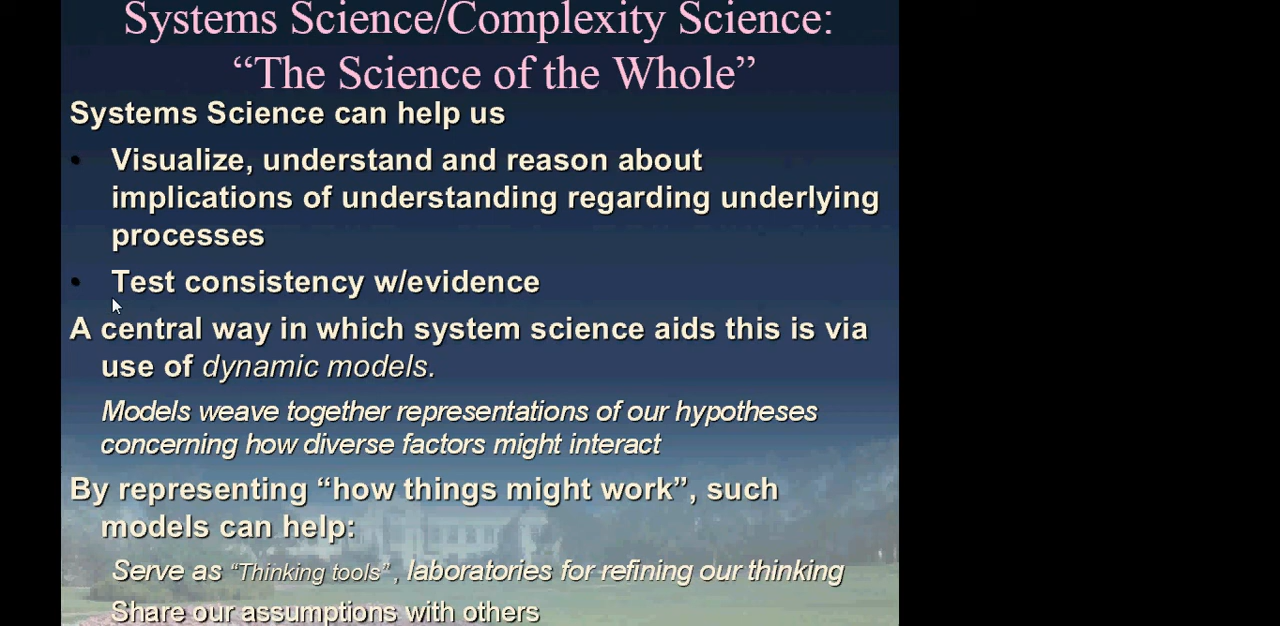 Systems Science/Complexity Science:
“The Science of the Whole”
Systems Science can help us
• Visualize, understand and reason about
implications of understanding regarding underlying
processes
• Test consistency w/evidence
A central way in which system science aids this is via
use of dynamic models.
Models weave together representations of our hypotheses
concerning how diverse factors might interact
By representing “how things might work”, such
models can help:
Serve as “Thinking tools”, laboratories for refining our thinking
Share our assumptions with others